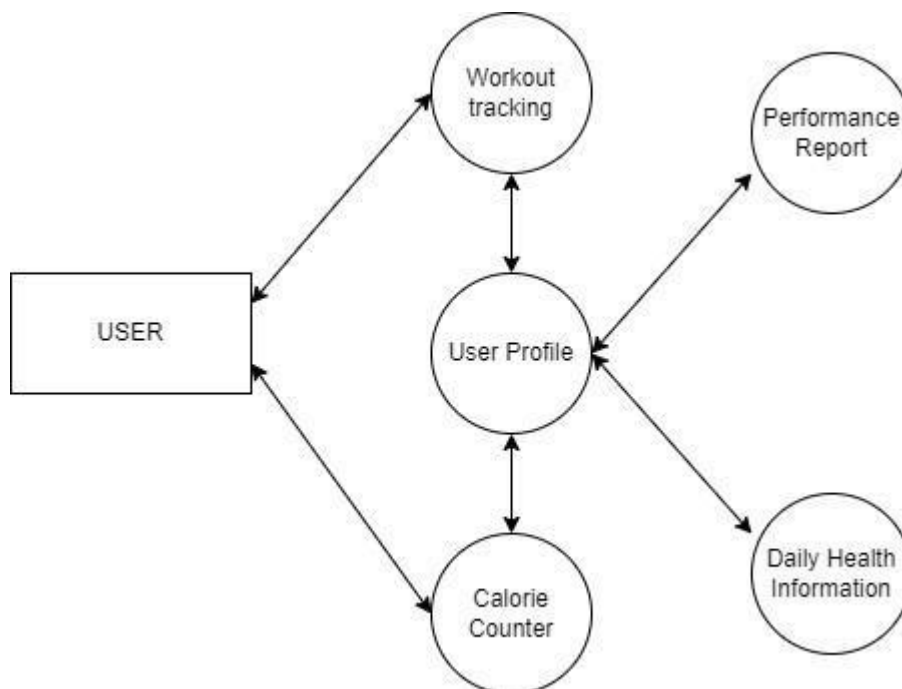 Workout
tracking
Performance
Report
USER
User Profile
Calorie
Counter
Daily Health
Information